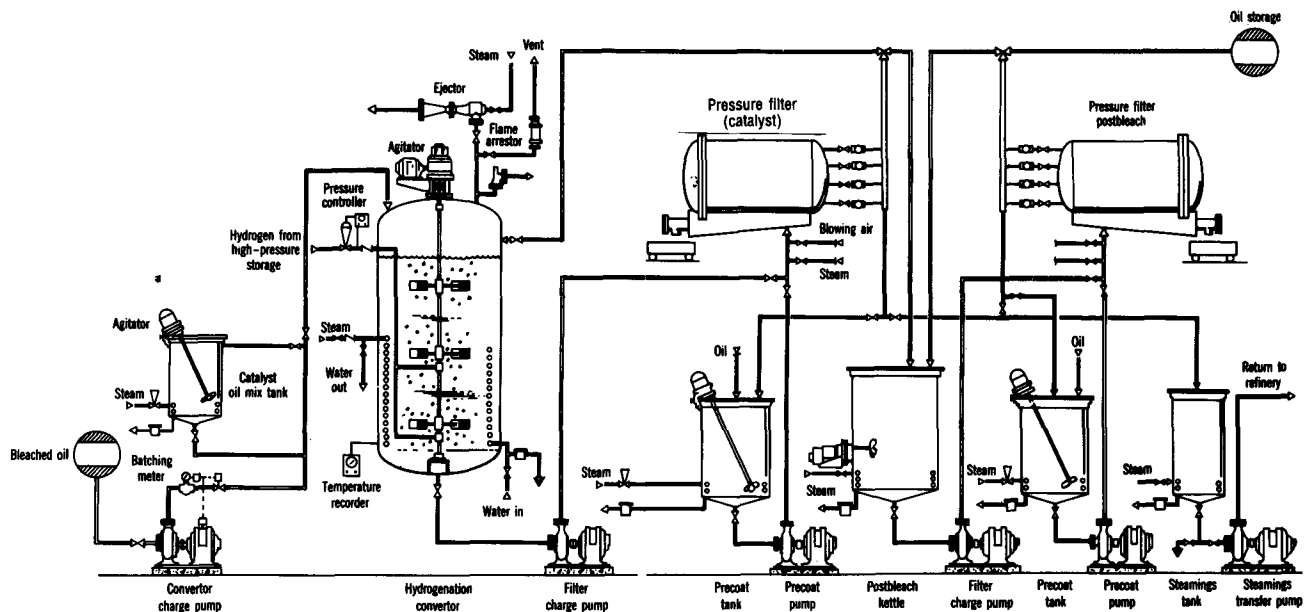 Oil storage
Steam
Vent
Ejector
Flame
arrestor
Agitator
Pressure
controller
Hydrogen from
high-pressure
storage
Pressure filter
(catalyst)
Pressure filter
postbleach
Blowing air
Steam
Agitator
Steam
Water
out
Catalyst
oil mix tank
Steam
Oil
Oil
Return to
refinery
Bleached oil
Batching
meter
Temperature
recorder
Water in
Steam
Steam
Steam
Steam
Convertor
charge pump
Hydrogenation
convertor
Filter
charge pump
Precoat
tank
Precoat
pump
Postbleach
kettle
Filter
charge pump
Precoat
tank
Precoat
pump
Steamings
tank
Steamings
transfer pump